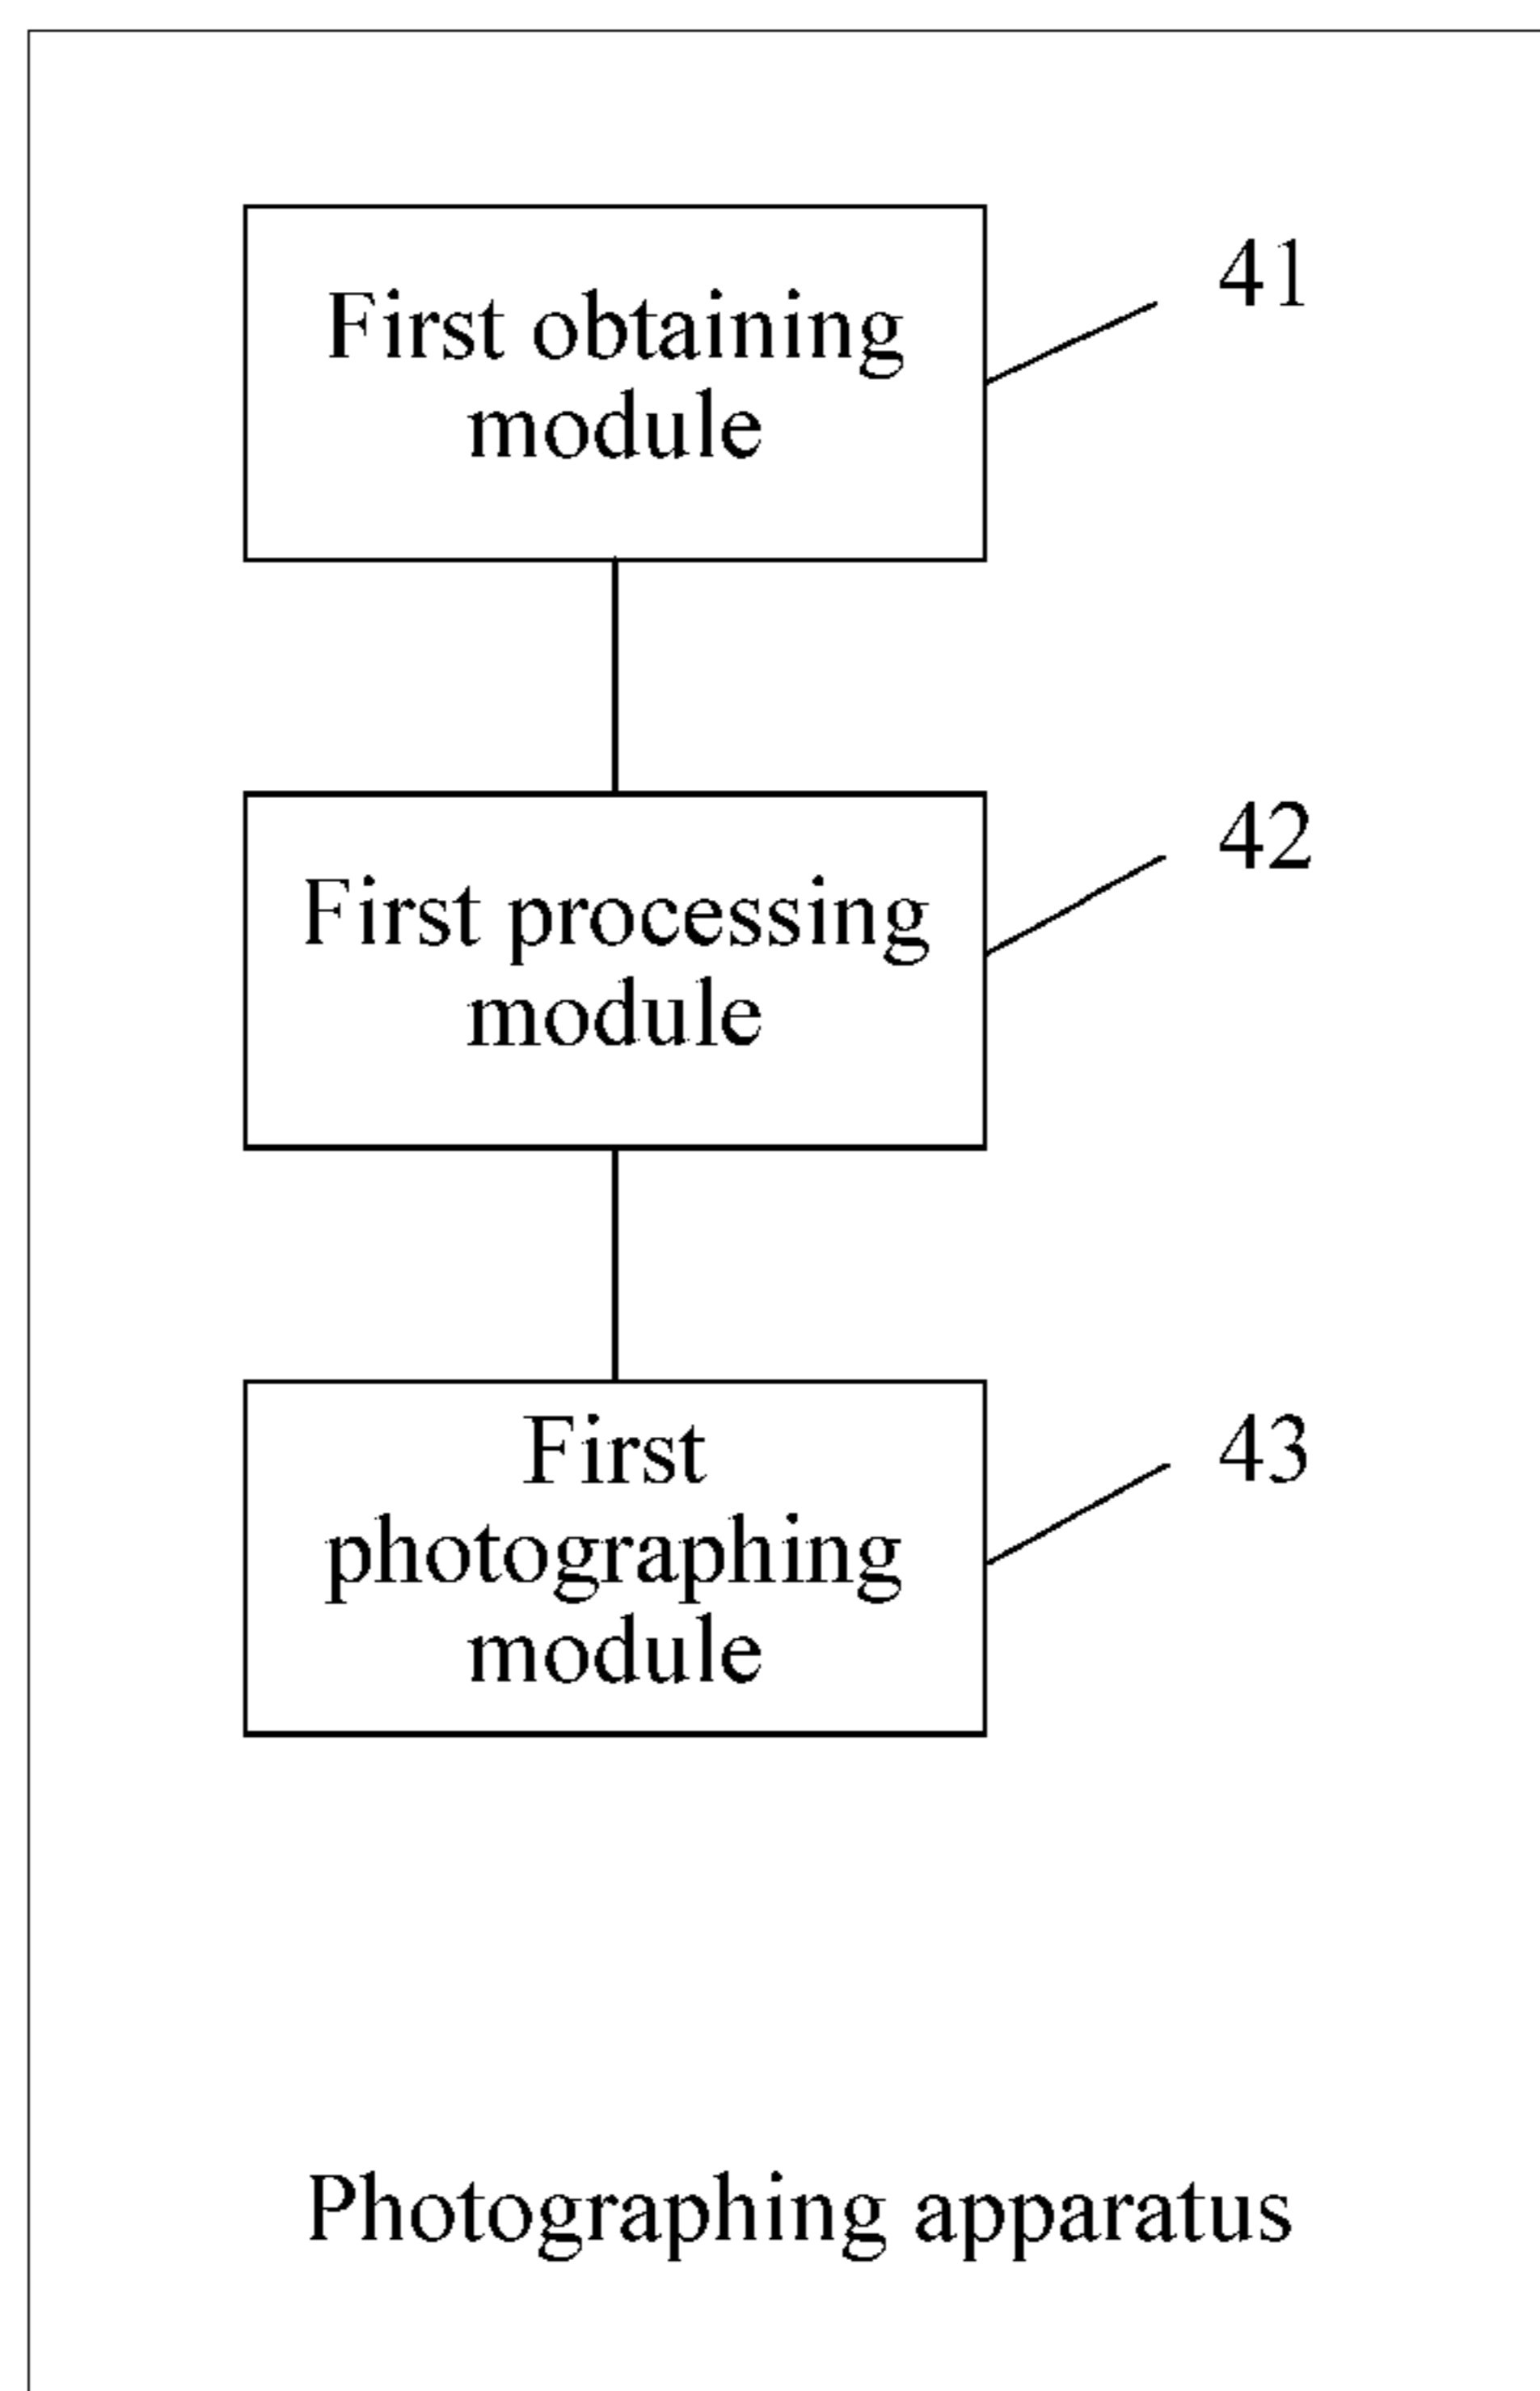 First obtaining
module
41
First processing
module
42
First
photographing
module
43
Photographing apparatus